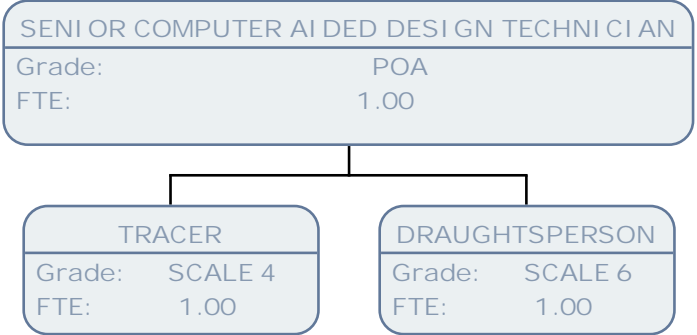 SENIOR COMPUTER AIDED DESIGN TECHNICIAN
Grade: POA
FTE: 1.00
TRACER
Grade: SCALE 4
FTE: 1.00
DRAUGHTSPERSON
Grade: SCALE 6
FTE: 1.00